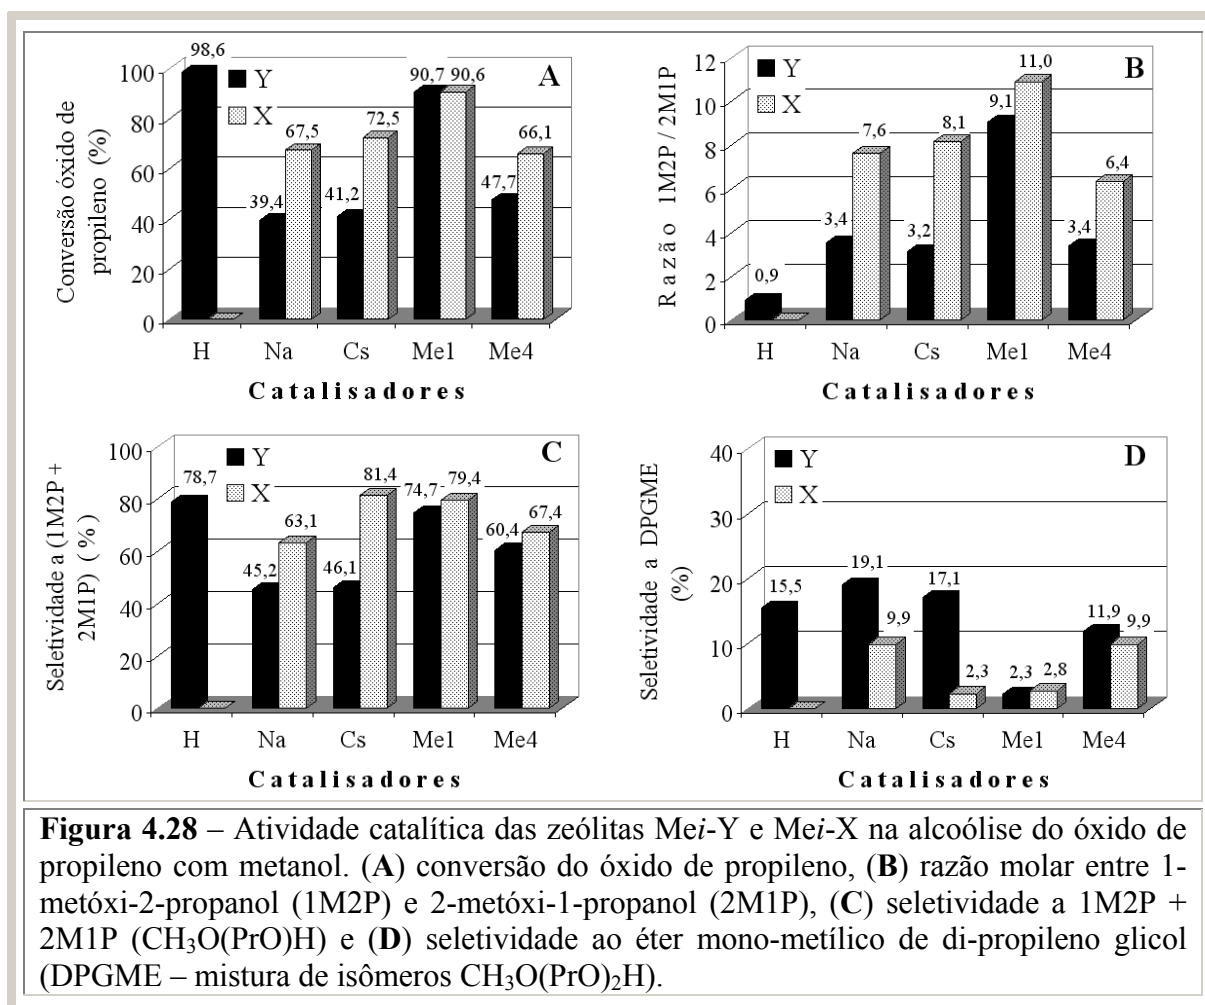 98,6
100
80
60
40
20
0
Conversão óxido de
propileno (%)
Y
X
A
67,5
39,4
72,5
41,2
90,7 90,6
66,1
47,7
H Na Cs Me1 Me4
Catalisadores
12
10
8
6
4
2
0
Razão 1M2P / 2M1P
Y
X
B
0,9
3,4
7,6
3,2
8,1
9,1
11,0
3,4
6,4
H Na Cs Me1 Me4
Catalisadores
100
80
60
40
20
0
Seletividade a (1M2P +
2M1P) (%)
Y
X
C
78,7
45,2
63,1
46,1
81,4
74,7
79,4
60,4
67,4
H Na Cs Me1 Me4
Catalisadores
40
30
20
10
0
Seletividade a DPGME
(%)
Y
X
D
15,5
19,1
9,9
17,1
2,3
2,3
2,8
11,9
9,9
H Na Cs Me1 Me4
Catalisadores
Figura 4.28 – Atividade catalítica das zeólitas Mei-Y e Mei-X na alcoólise do óxido de
propileno com metanol. (A) conversão do óxido de propileno, (B) razão molar entre 1-
metóxi-2-propanol (1M2P) e 2-metóxi-1-propanol (2M1P), (C) seletividade a 1M2P +
2M1P (CH₃O(PrO)H) e (D) seletividade ao éter mono-metílico de di-propileno glicol
(DPGME – mistura de isômeros CH₃O(PrO)₂H).